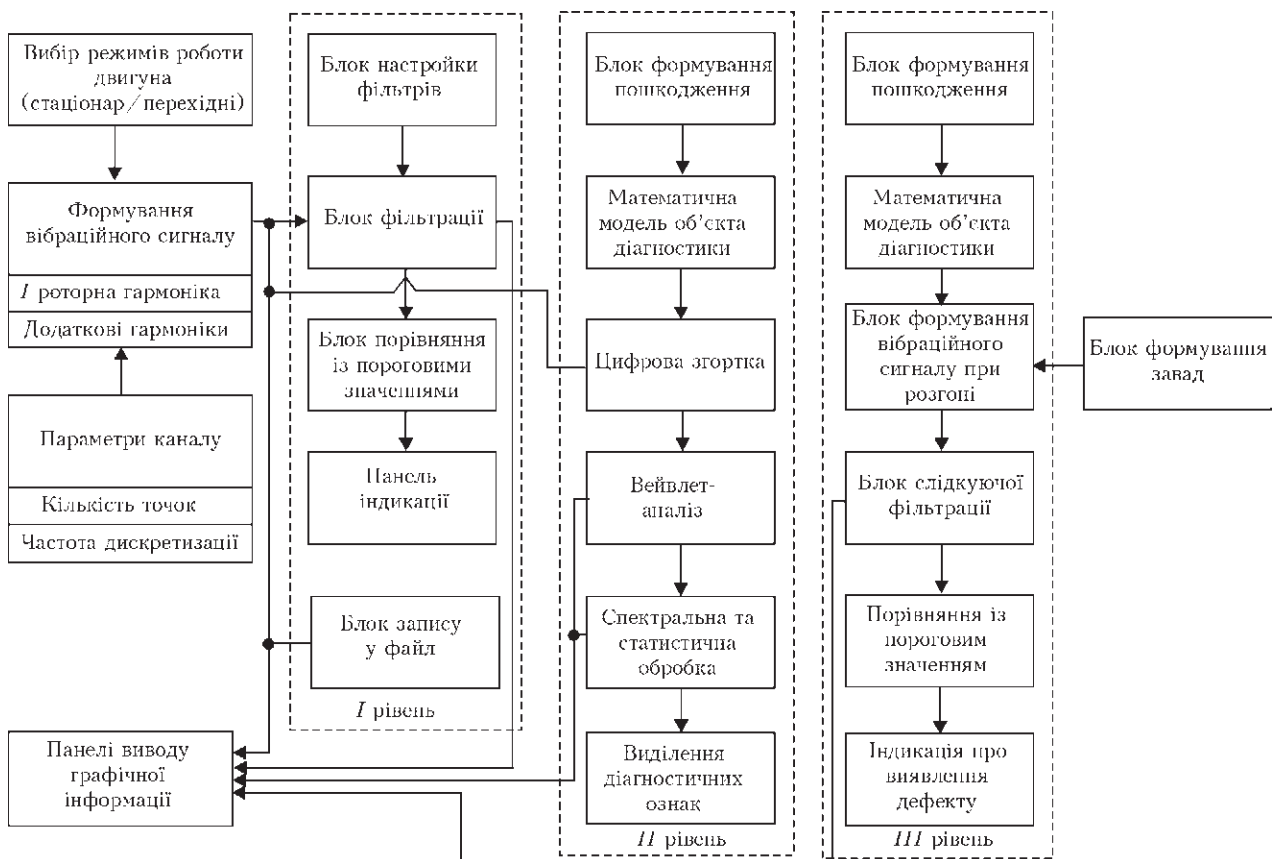 Вибір режимів роботи
двигуна
(стаціонар/перехідні)
Формування
вібраційного сигналу
I роторна гармоніка
Додаткові гармоніки
Параметри каналу
Кількість точок
Частота дискретизації
Панелі виводу
графічної
інформації
Блок настройки
фільтрів
Блок фільтрації
Блок порівняння
із пороговими
значеннями
Панель
індикації
Блок запису
у файл
I рівень
Блок формування
пошкодження
Математична
модель об’єкта
діагностики
Цифрова згортка
Вейвлет-
аналіз
Спектральна та
статистична
обробка
Виділення
діагностичних
ознак
II рівень
Блок формування
пошкодження
Математична
модель об’єкта
діагностики
Блок формування
вібраційного
сигналу при
розгоні
Блок слідкуючої
фільтрації
Порівняння із
пороговим
значенням
Індикація про
виявлення
дефекту
III рівень
Блок формування
завад